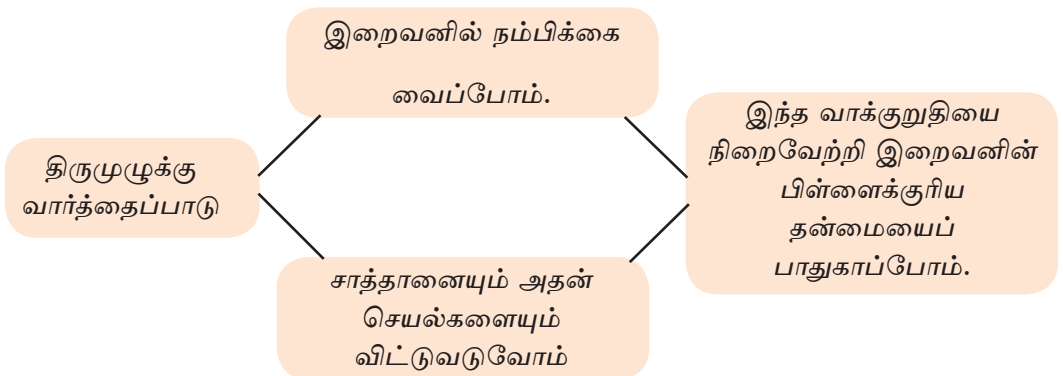 இறைவனில் நம்பிக்கை
வைப்போம்.
திருமுழுக்கு
வார்த்தைப்பாடு
இந்த வாக்குறுதியை
நிறைவேற்றி இறைவனின்
பிள்ளைக்குரிய
தன்மையைப்
பாதுகாப்போம்.
சாத்தானையும் அதன்
செயல்களையும்
விட்டுவடுவோம்